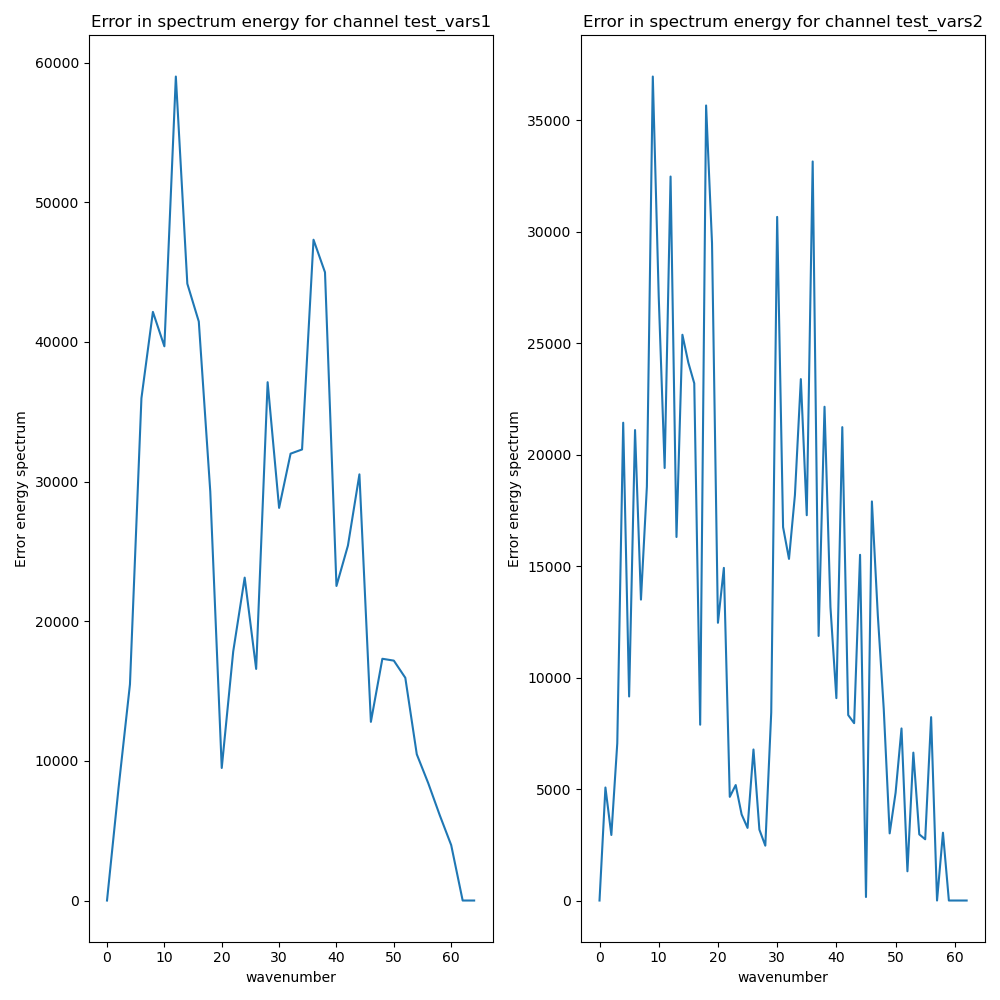 Error in spectrum energy for channel test_vars1
60000
50000
40000
30000
20000
10000
0
Error energy spectrum
0 10 20 30 40 50 60
wavenumber
Error in spectrum energy for channel test_vars2
35000
30000
25000
20000
15000
10000
5000
0
Error energy spectrum
0 10 20 30 40 50 60
wavenumber